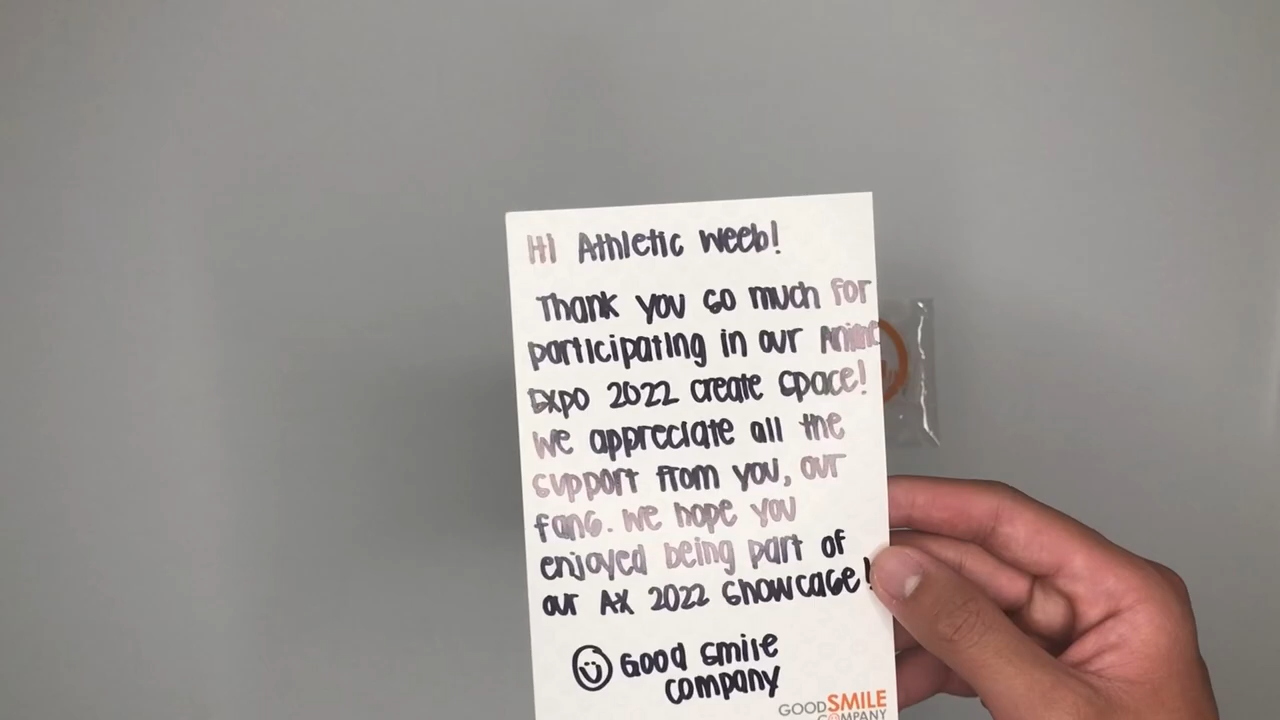 Hi Athletic Weeb!
Thank you so much for
participating in our Anime
Expo 2022 create space!
We appreciate all the
support from you, our
fans. We hope you
enjoyed being part of
our AX 2022 showcase!
Good Smile
Company
GOODSMILE
COMPANY